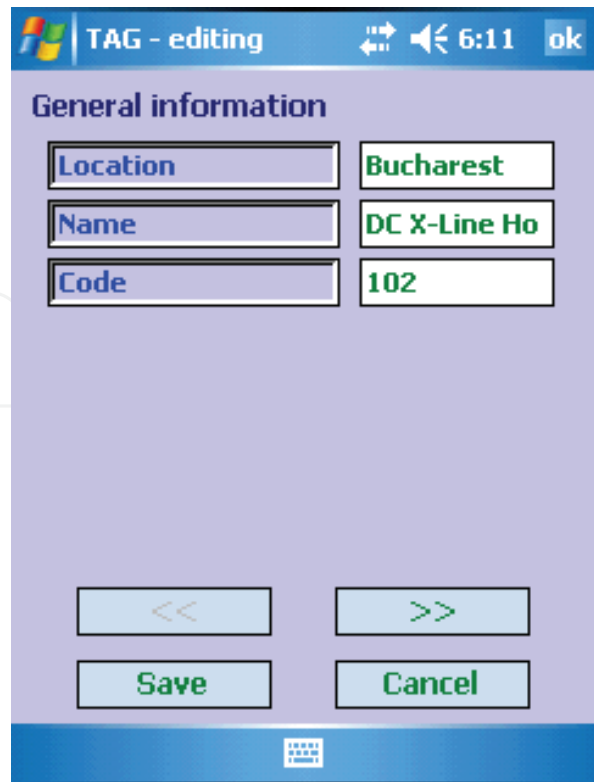 TAG - editing 6:11 ok
General information
Location Bucharest
Name DC X-Line Ho
Code 102
<< >>
Save Cancel